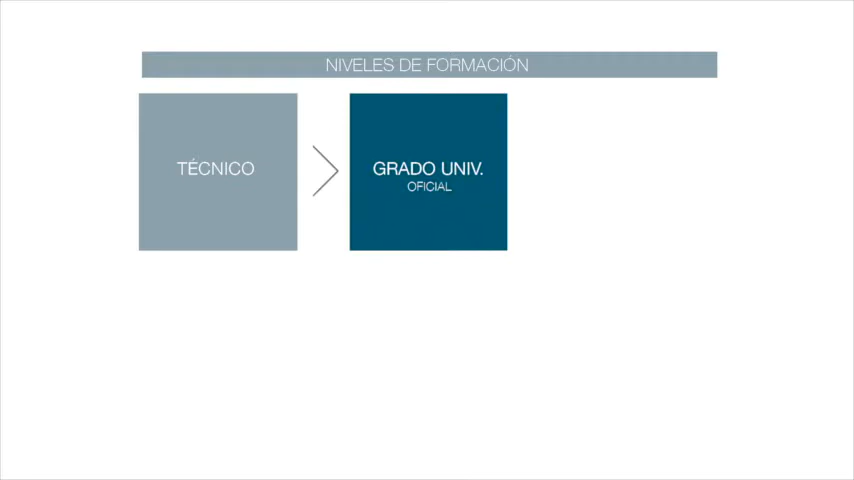 NIVELES DE FORMACIÓN
TÉCNICO
GRADO UNIV.
OFICIAL